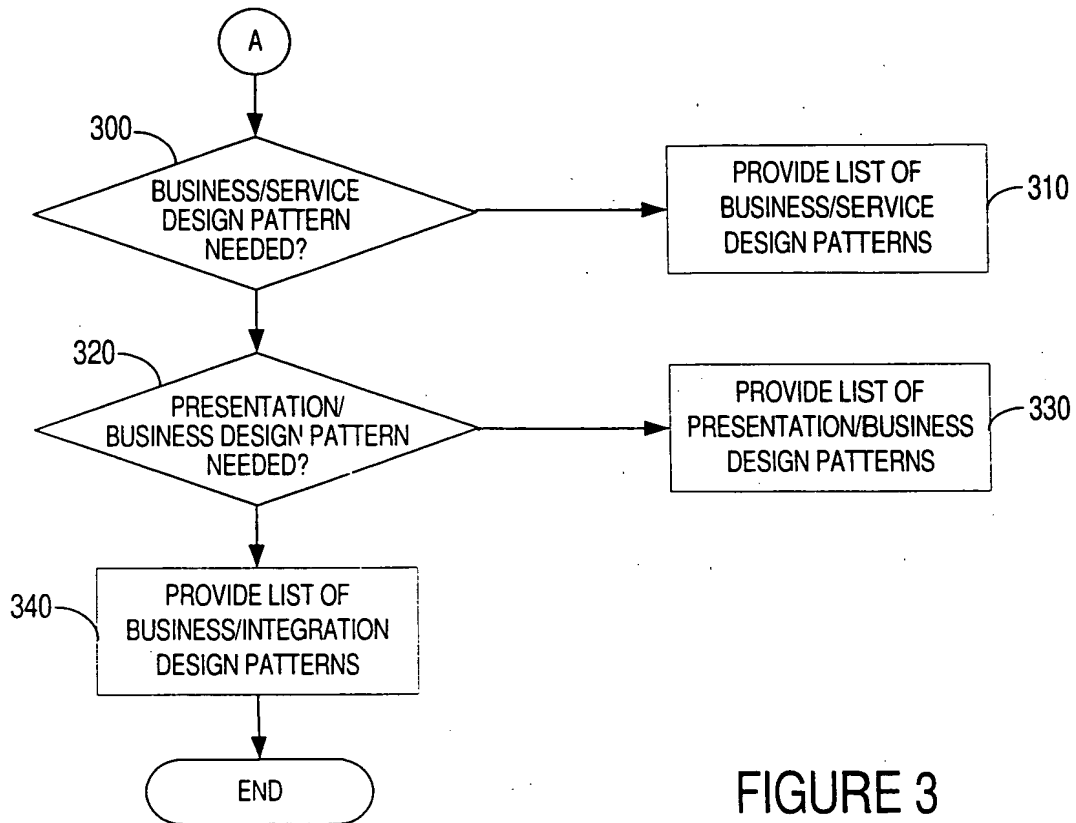 A
300
BUSINESS/SERVICE
DESIGN PATTERN
NEEDED?
PROVIDE LIST OF
BUSINESS/SERVICE
DESIGN PATTERNS
310
320
PRESENTATION/
BUSINESS DESIGN PATTERN
NEEDED?
PROVIDE LIST OF
PRESENTATION/BUSINESS
DESIGN PATTERNS
330
340
PROVIDE LIST OF
BUSINESS/INTEGRATION
DESIGN PATTERNS
END
FIGURE 3